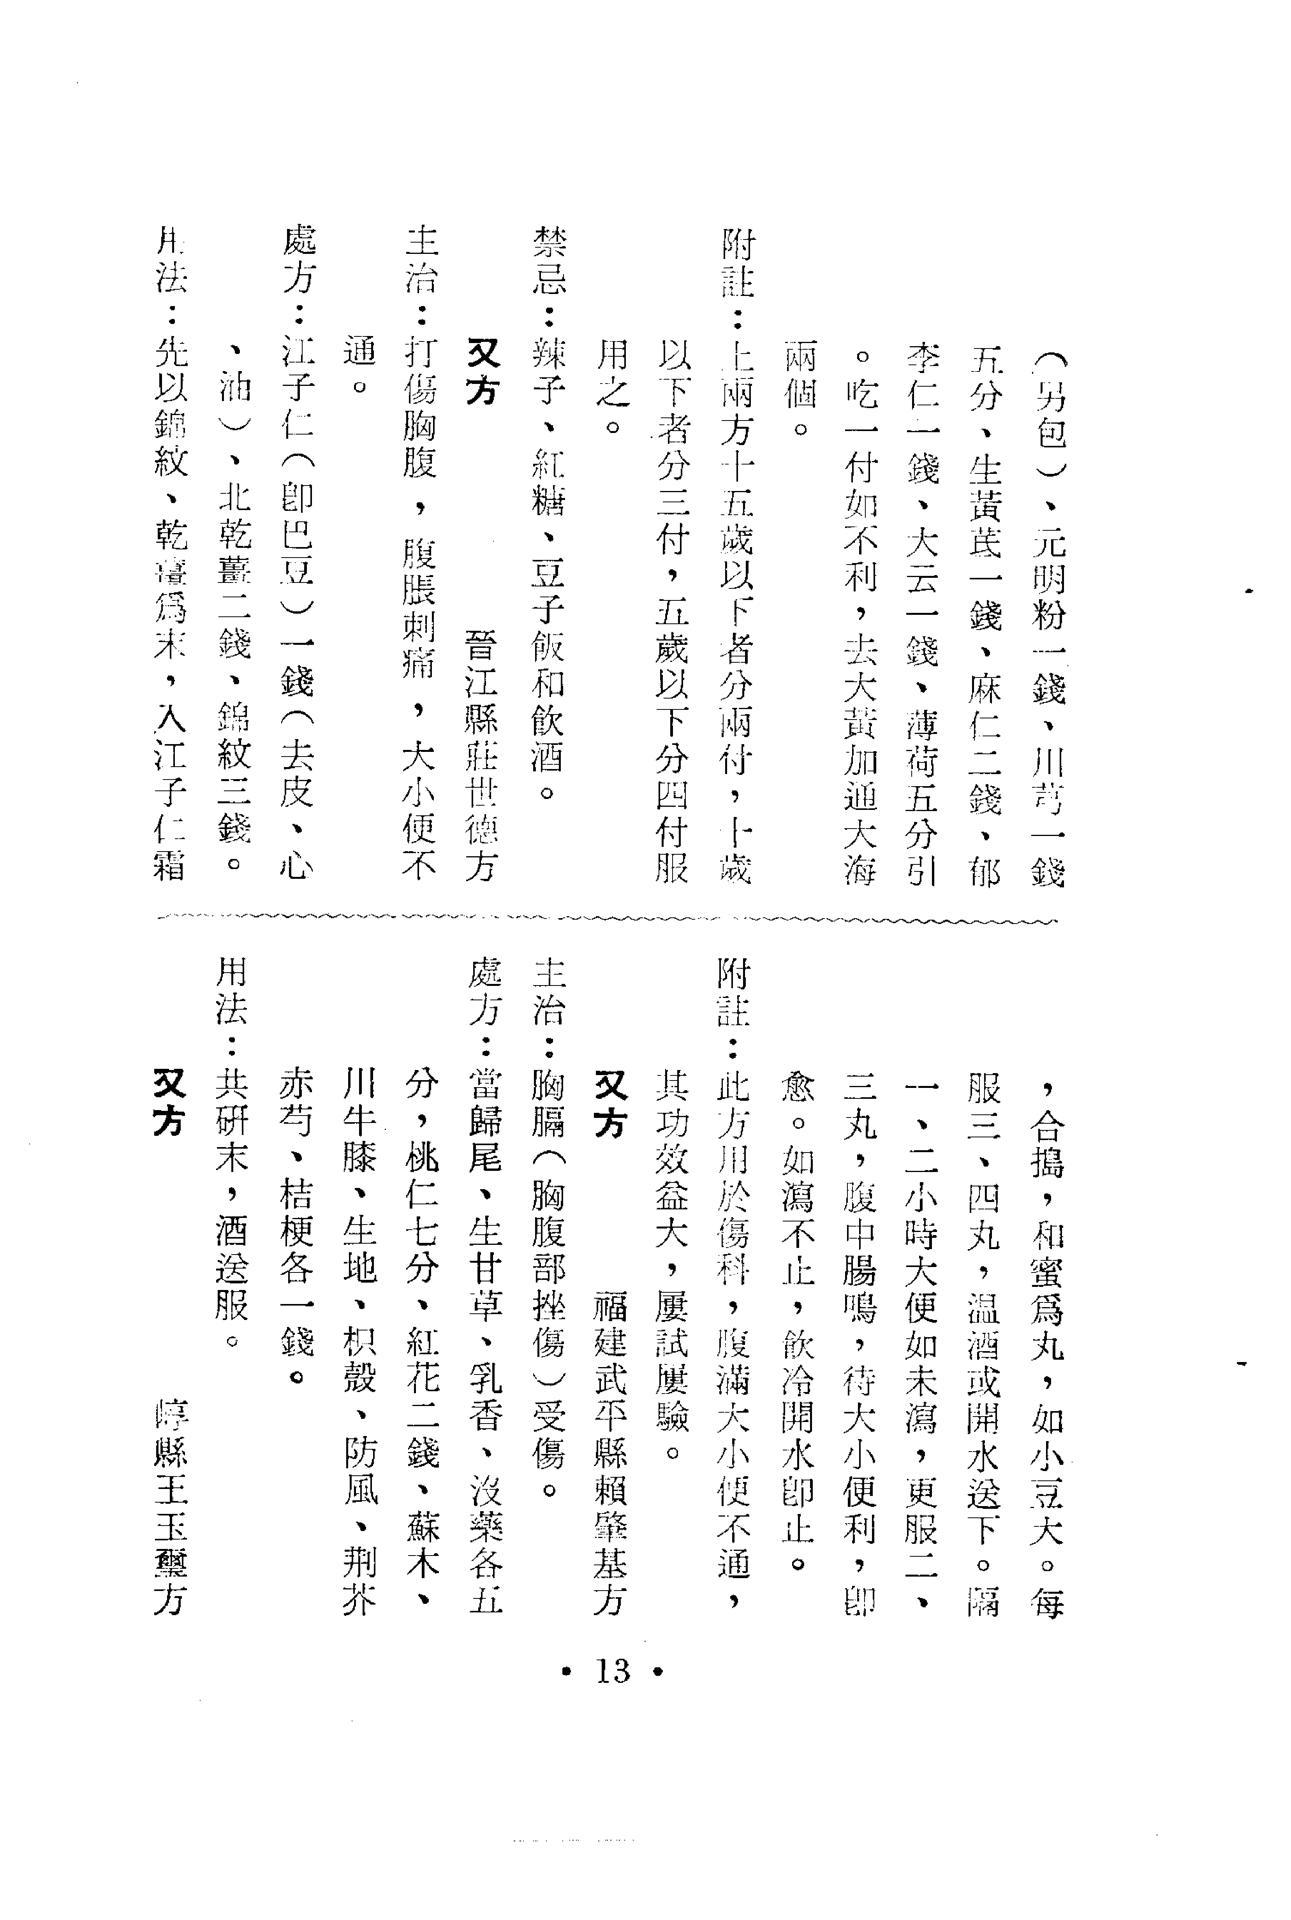 （另包）、元明粉一錢、川芎一錢
五分、生黃芪一錢、麻仁二錢、郁
李仁一錢、大云一錢、薄荷五分引
。吃一付如不利，去大黃加通大海
兩個。
附註：上兩方十五歲以下者分兩付，十歲
以下者分三付，五歲以下分四付服
用之。
禁忌：辣子、紅糖、豆子飯和飲酒。
又方　　晉江縣莊世德方
主治：打傷胸腹，腹脹刺痛，大小便不
通。
處方：江子仁（卽巴豆）一錢（去皮、心
、油）、北乾薑二錢、錦紋三錢。
用法：先以錦紋、乾薑爲末，入江子仁霜
，合搗，和蜜爲丸，如小豆大。每
服三、四丸，温酒或開水送下。隔
一、二小時大便如未瀉，更服二、
三丸，腹中腸鳴，待大小便利，卽
愈。如瀉不止，飮冷開水卽止。
附註：此方用於傷科，腹滿大小便不通，
其功效益大，屢試屢驗。
又方　　福建武平縣賴肇基方
主治：胸膈（胸腹部挫傷）受傷。
處方：當歸尾、生甘草、乳香、沒藥各五
分，桃仁七分、紅花二錢、蘇木、
川牛膝、生地、枳殼、防風、荆芥
赤芍、桔梗各一錢。
用法：共研末，酒送服。
又方　　崞縣王玉璽方
• 13 •